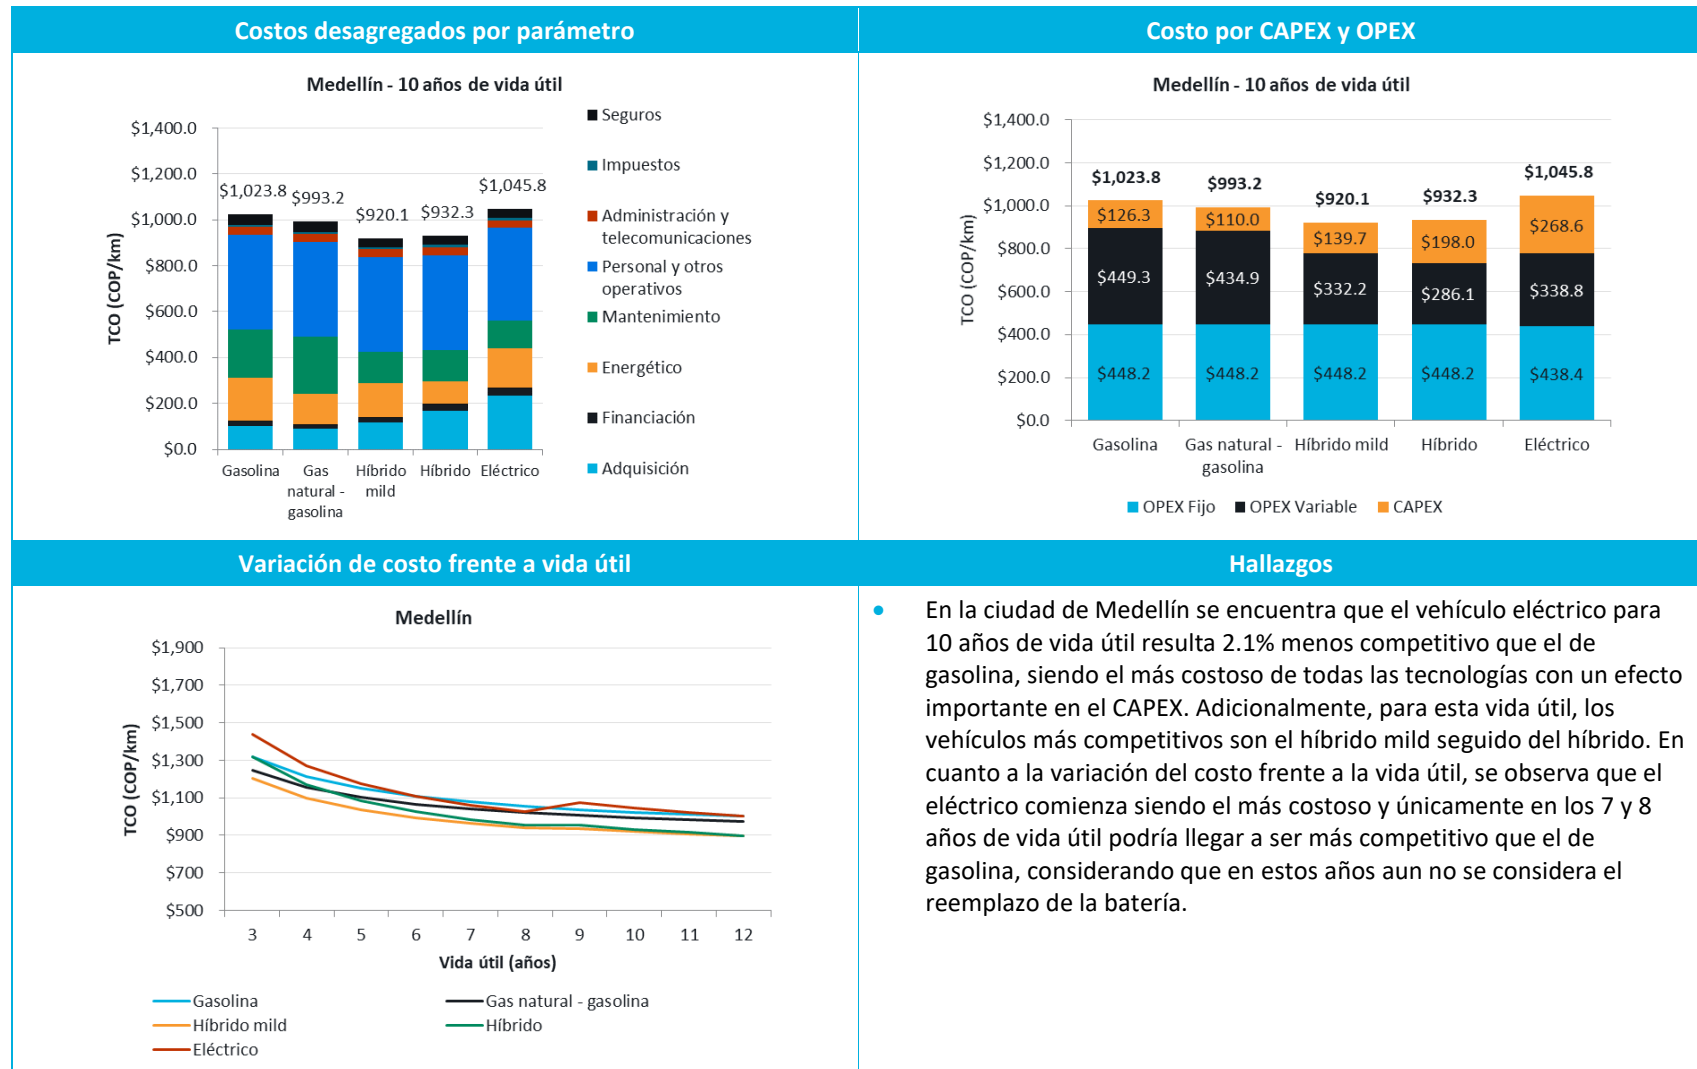 Costos desagregados por parámetro
Medellín - 10 años de vida útil
$1,400.0
$1,200.0
$1,000.0
$800.0
$600.0
$400.0
$200.0
$0.0
TCO (COP/km)
$1,023.8
$993.2
$920.1
$932.3
$1,045.8
Gasolina
Gas
natural -
gasolina
Híbrido
mild
Híbrido
Eléctrico
Seguros
Impuestos
Administración y
telecomunicaciones
Personal y otros
operativos
Mantenimiento
Energético
Financiación
Adquisición
Costo por CAPEX y OPEX
Medellín - 10 años de vida útil
$1,400.0
$1,200.0
$1,000.0
$800.0
$600.0
$400.0
$200.0
$0.0
TCO (COP/km)
$1,023.8
$993.2
$920.1
$932.3
$1,045.8
$126.3
$110.0
$139.7
$198.0
$268.6
$449.3
$434.9
$332.2
$286.1
$338.8
$448.2
$448.2
$448.2
$448.2
$438.4
Gasolina
Gas natural -
gasolina
Híbrido mild
Híbrido
Eléctrico
OPEX Fijo
OPEX Variable
CAPEX
Variación de costo frente a vida útil
Medellín
$1,900
$1,700
$1,500
$1,300
$1,100
$900
$700
$500
TCO (COP/km)
3 4 5 6 7 8 9 10 11 12
Vida útil (años)
Gasolina
Gas natural - gasolina
Híbrido mild
Híbrido
Eléctrico
Hallazgos
En la ciudad de Medellín se encuentra que el vehículo eléctrico para
10 años de vida útil resulta 2.1% menos competitivo que el de
gasolina, siendo el más costoso de todas las tecnologías con un efecto
importante en el CAPEX. Adicionalmente, para esta vida útil, los
vehículos más competitivos son el híbrido mild seguido del híbrido. En
cuanto a la variación del costo frente a la vida útil, se observa que el
eléctrico comienza siendo el más costoso y únicamente en los 7 y 8
años de vida útil podría llegar a ser más competitivo que el de
gasolina, considerando que en estos años aun no se considera el
reemplazo de la batería.